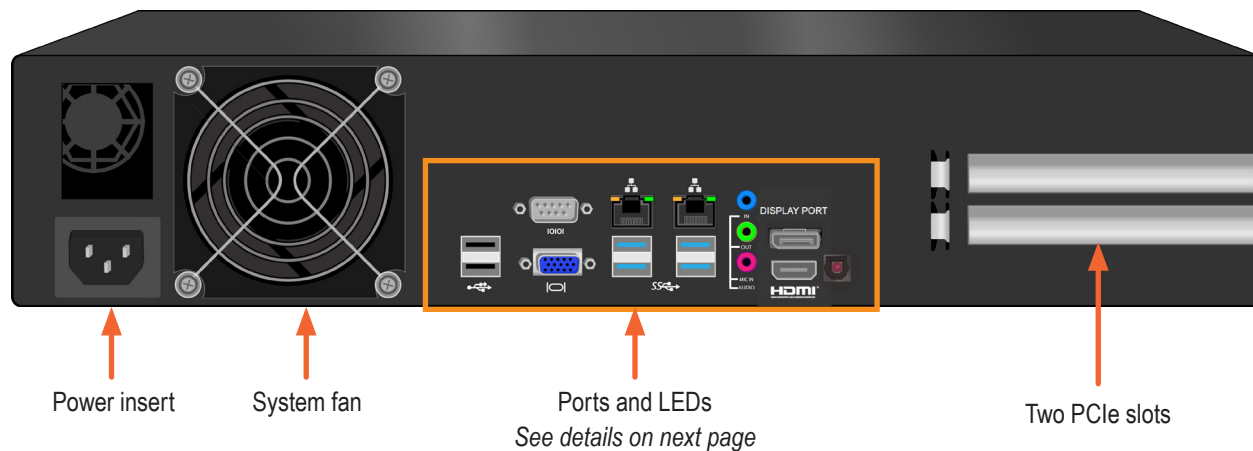 DISPLAY PORT
IOIOI
IN
OUT
MIC IN
AUDIO
SS
HDMI
Power insert
System fan
Ports and LEDs
See details on next page
Two PCIe slots